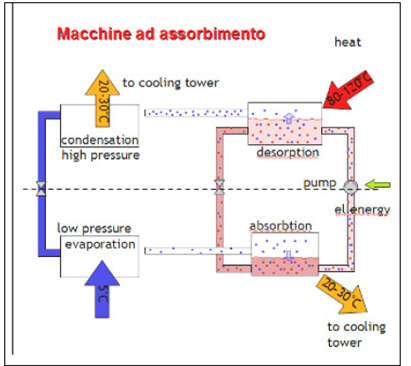 Macchine ad assorbimento
heat
80-120°C
20-30°C
to cooling tower
condensation
high pressure
desorption
pump
el.energy
low pressure
evaporation
absorbtion
5°C
20-30°C
to cooling
tower